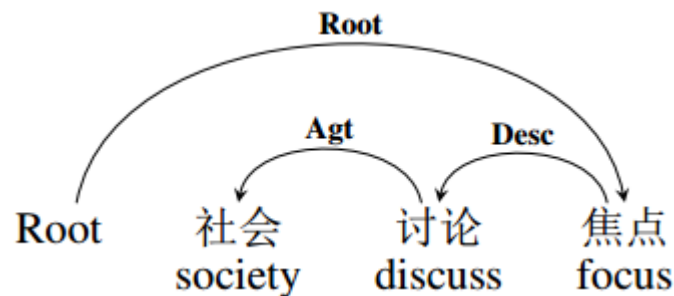 Root
Agt Desc
Root 社会 讨论 焦点
society discuss focus